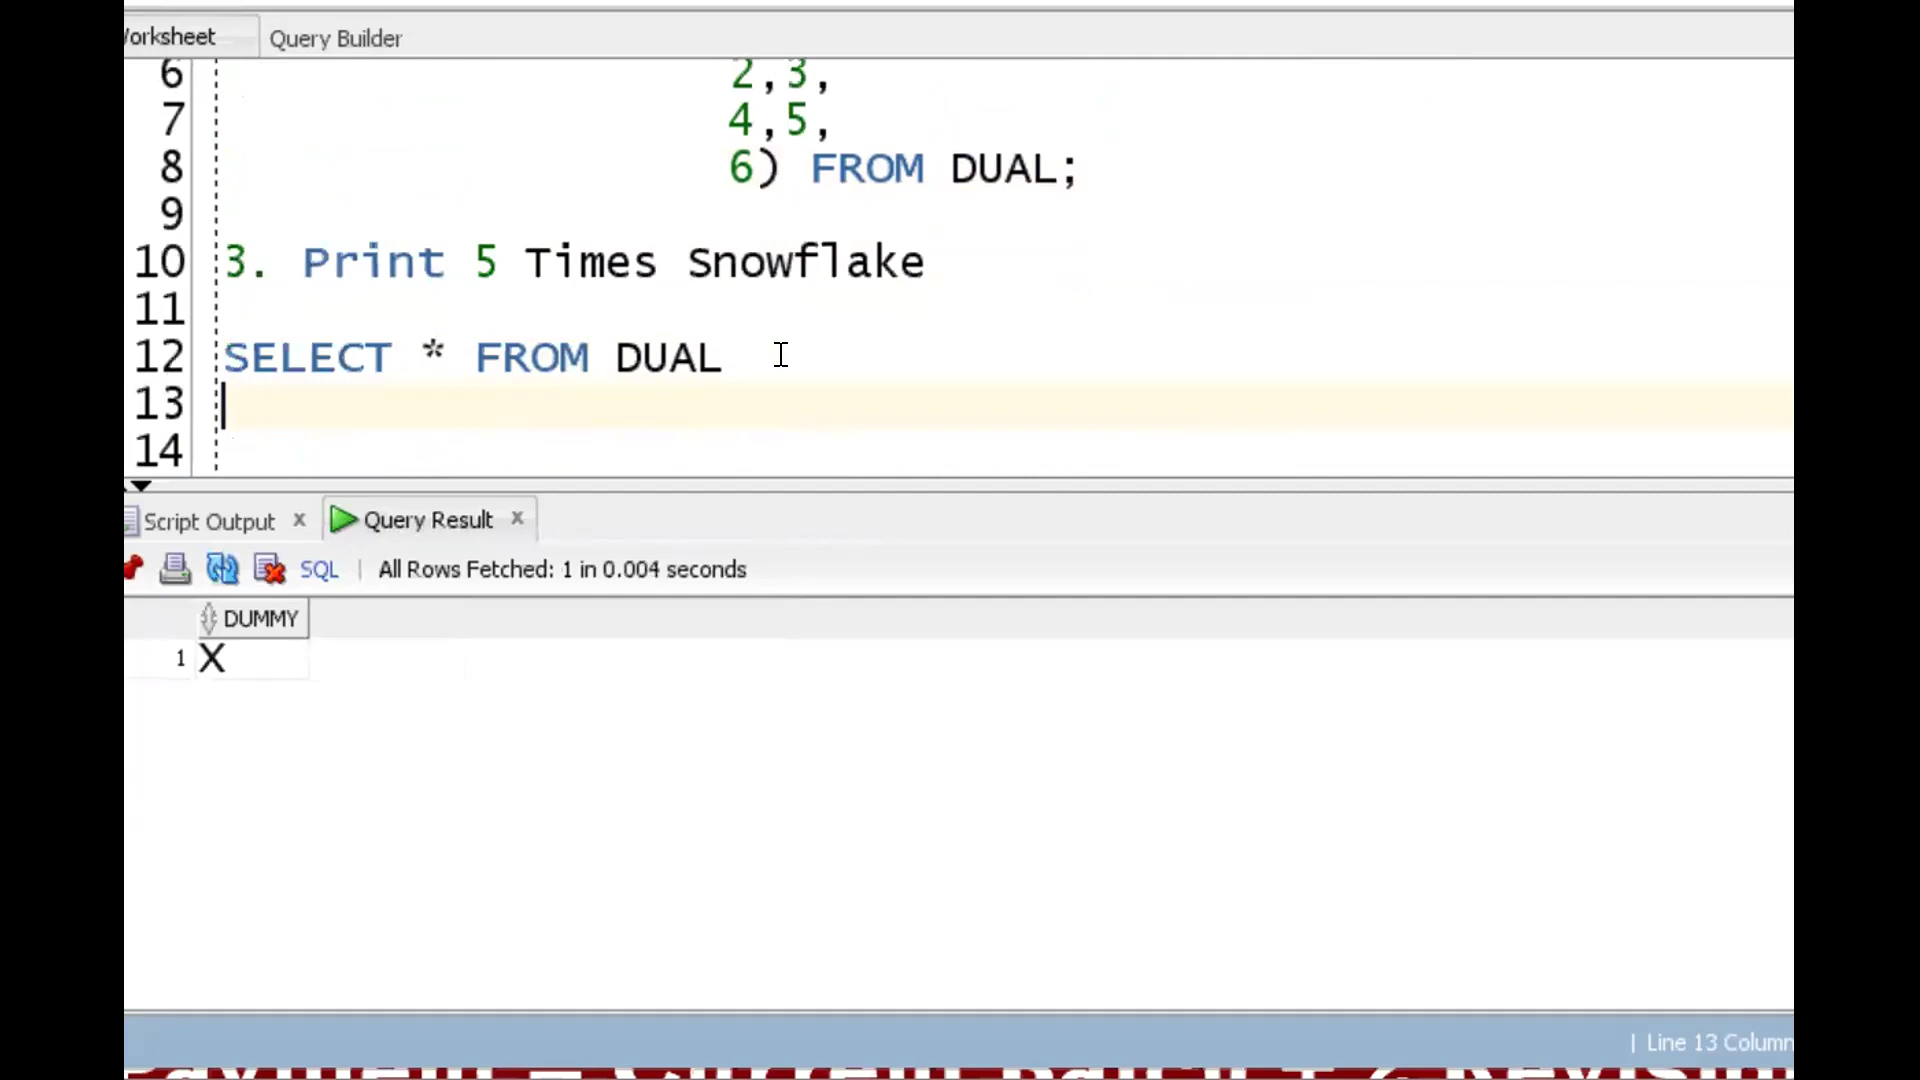 orksheet Query Builder
6 2,3,
7 4,5,
8 6) FROM DUAL;
9
10 3. Print 5 Times Snowflake
11
12 SELECT * FROM DUAL
13
14
Script Output x Query Result x
SQL | All Rows Fetched: 1 in 0.004 seconds
DUMMY
1 X
| Line 13 Column